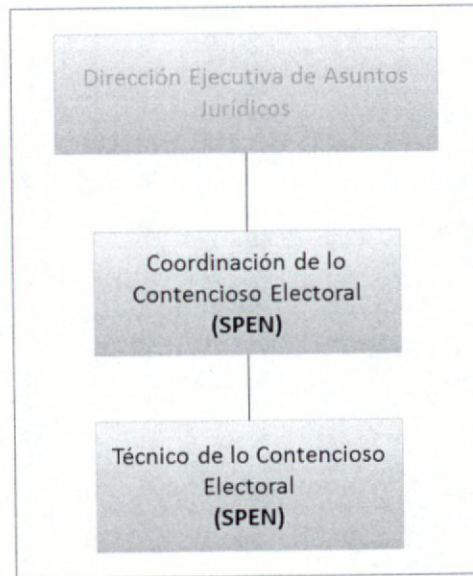 Dirección Ejecutiva de Asuntos
Jurídicos
Coordinación de lo
Contencioso Electoral
(SPEN)
Técnico de lo Contencioso
Electoral
(SPEN)